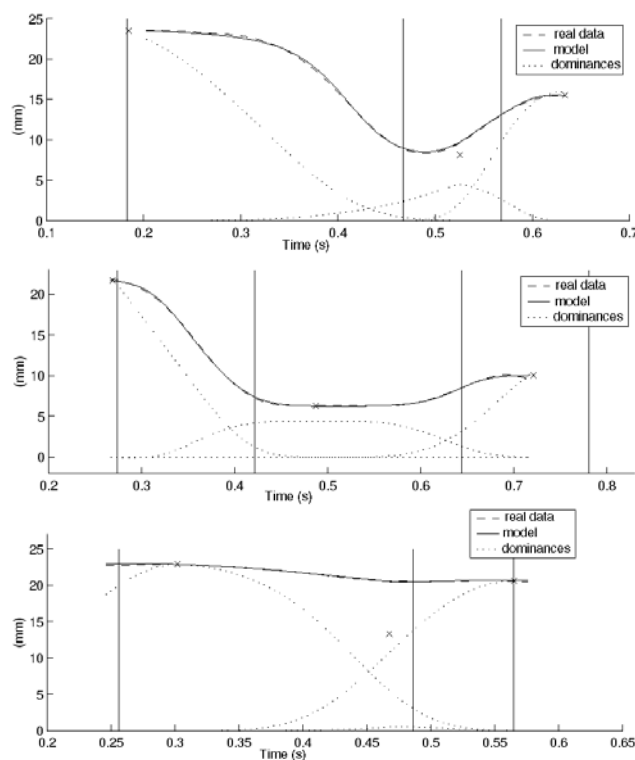 25
20
15
10
5
0
(mm)
real data
model
dominances
0.1 0.2 0.3 0.4 0.5 0.6 0.7
Time (s)
20
15
10
5
0
(mm)
real data
model
dominances
0.2 0.3 0.4 0.5 0.6 0.7 0.8
Time (s)
25
20
15
10
5
0
(mm)
real data
model
dominances
0.2 0.25 0.3 0.35 0.4 0.45 0.5 0.55 0.6 0.65
Time (s)